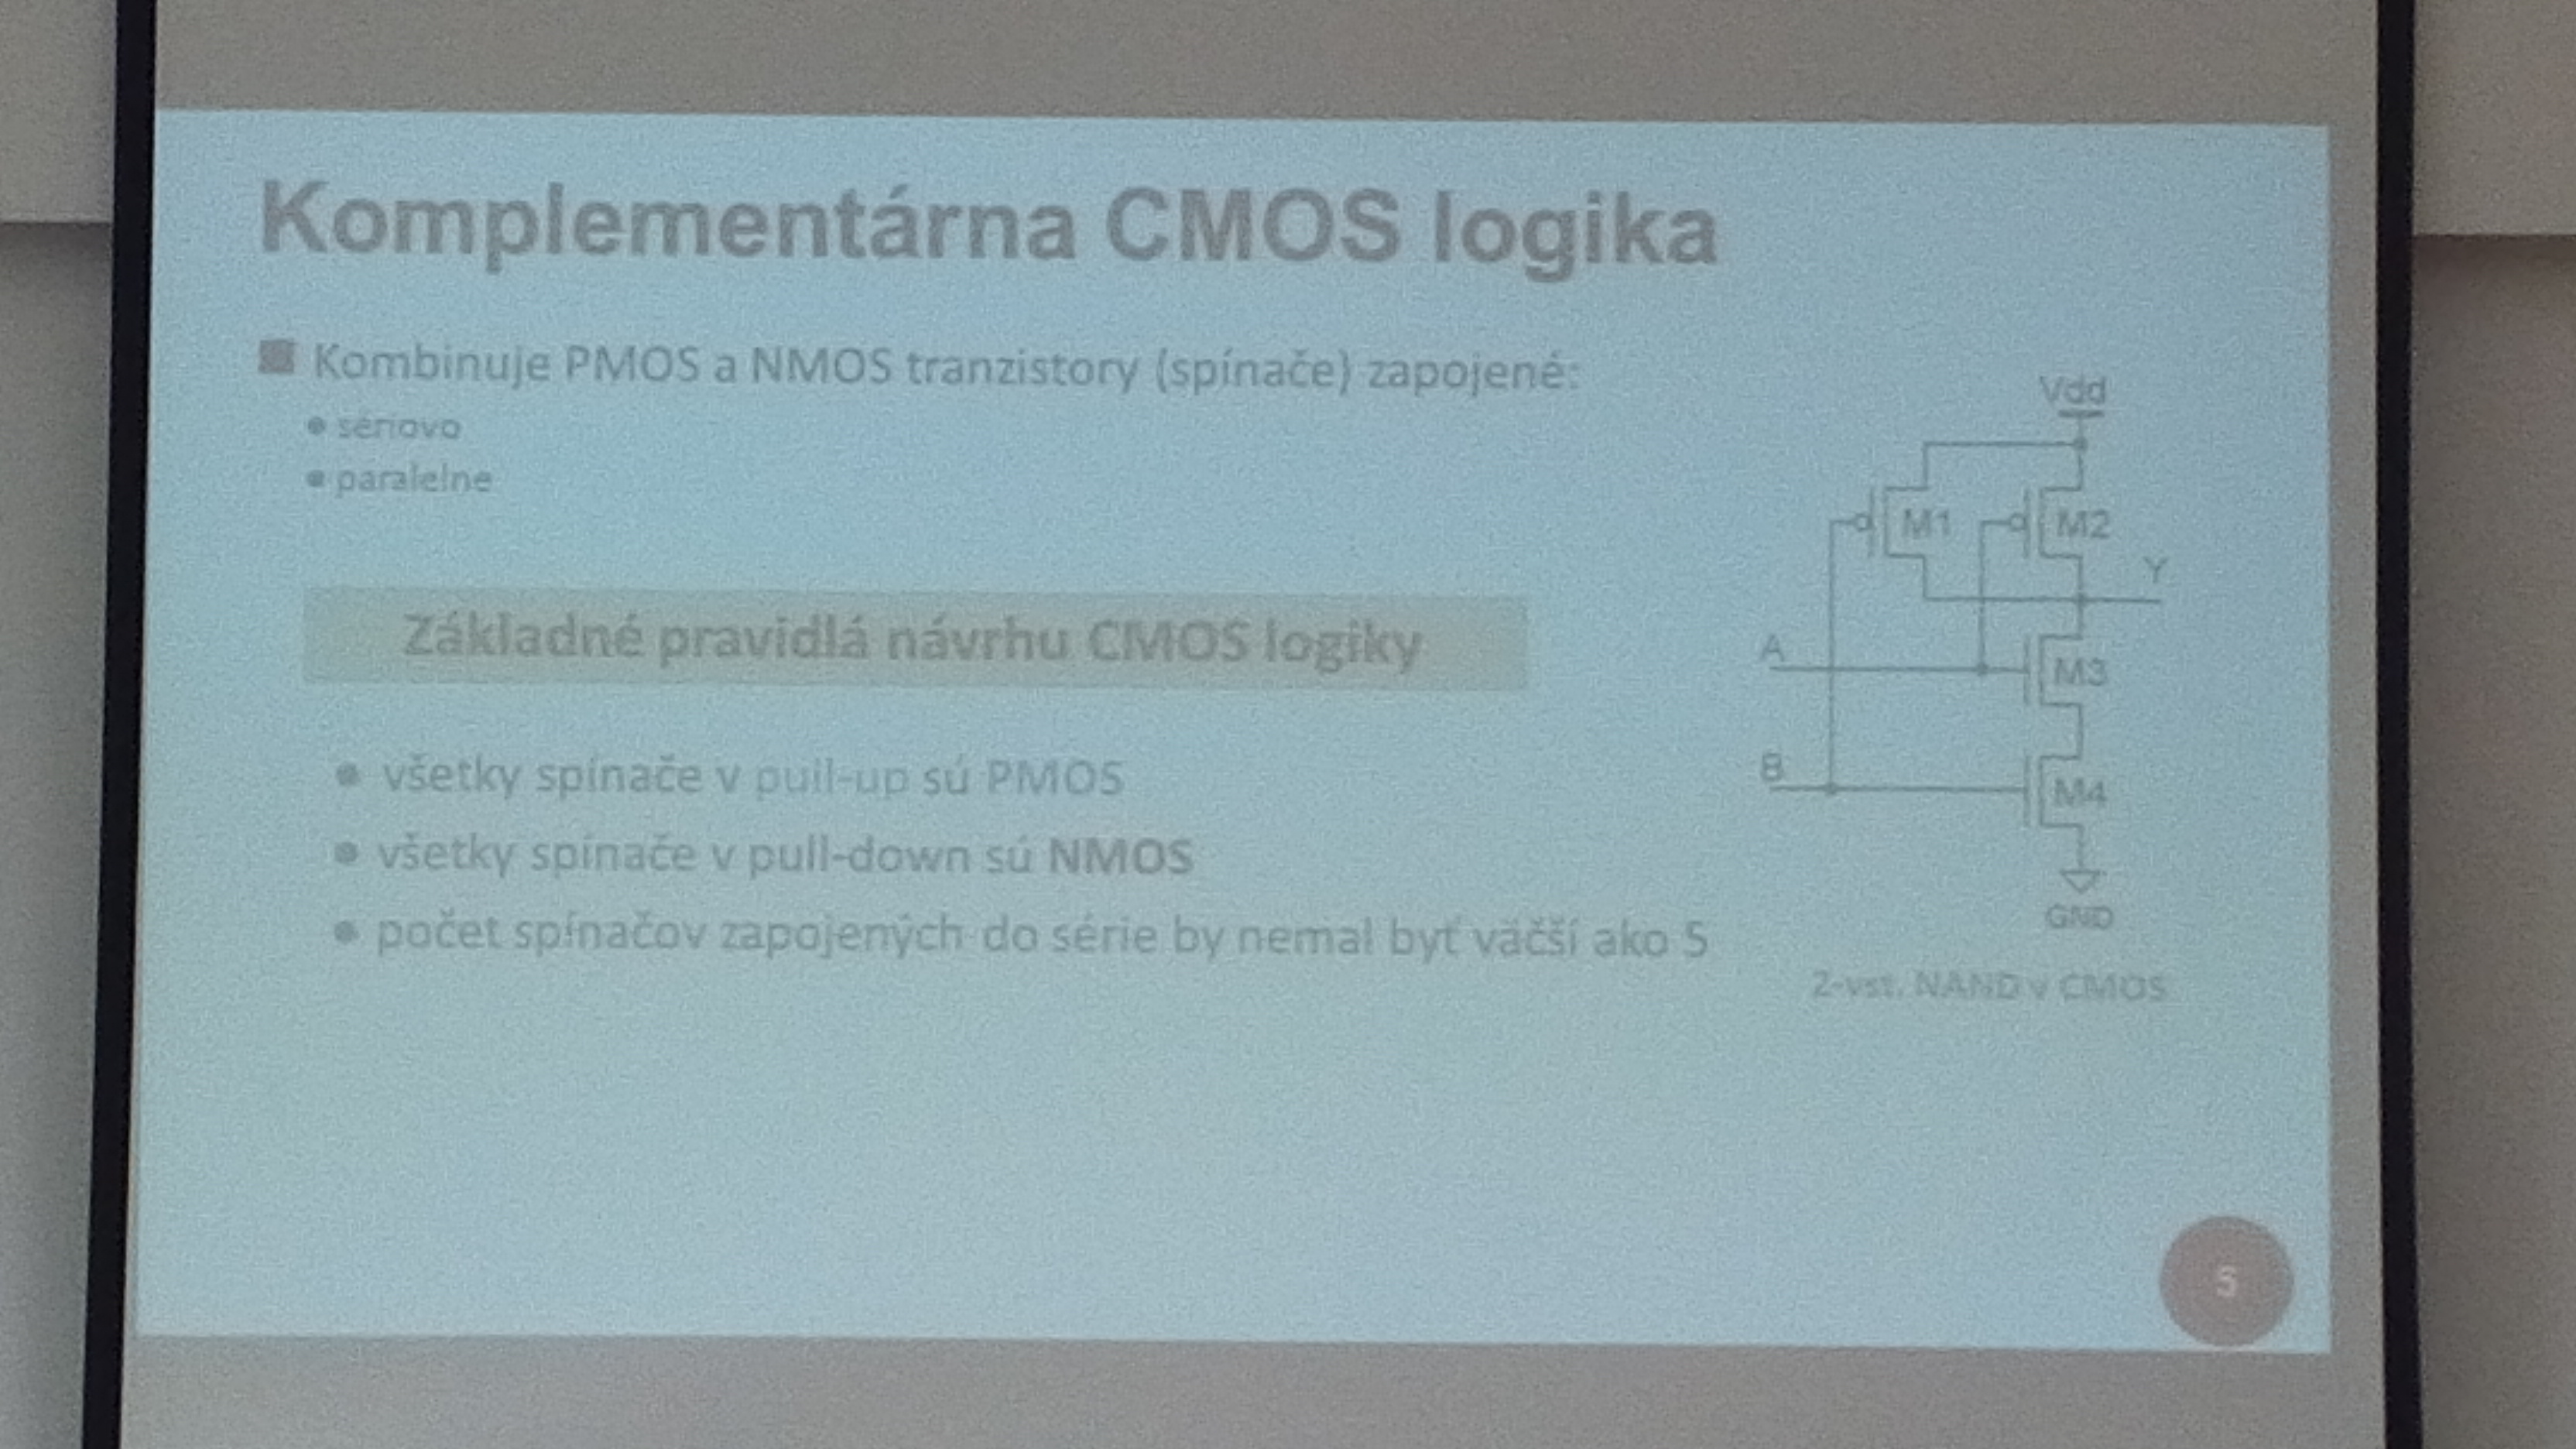 Komplementárna CMOS logika
Kombinuje PMOS a NMOS tranzistory (spínače) zapojené:
sériovo
paralelne
Základné pravidlá návrhu CMOS logiky
všetky spínače v pull-up sú PMOS
všetky spínače v pull-down sú NMOS
počet spínačov zapojených do série by nemal byť väčší ako 5
Vdd
M1
M2
Y
A
M3
B
M4
GND
2-vst. NAND v CMOS
5